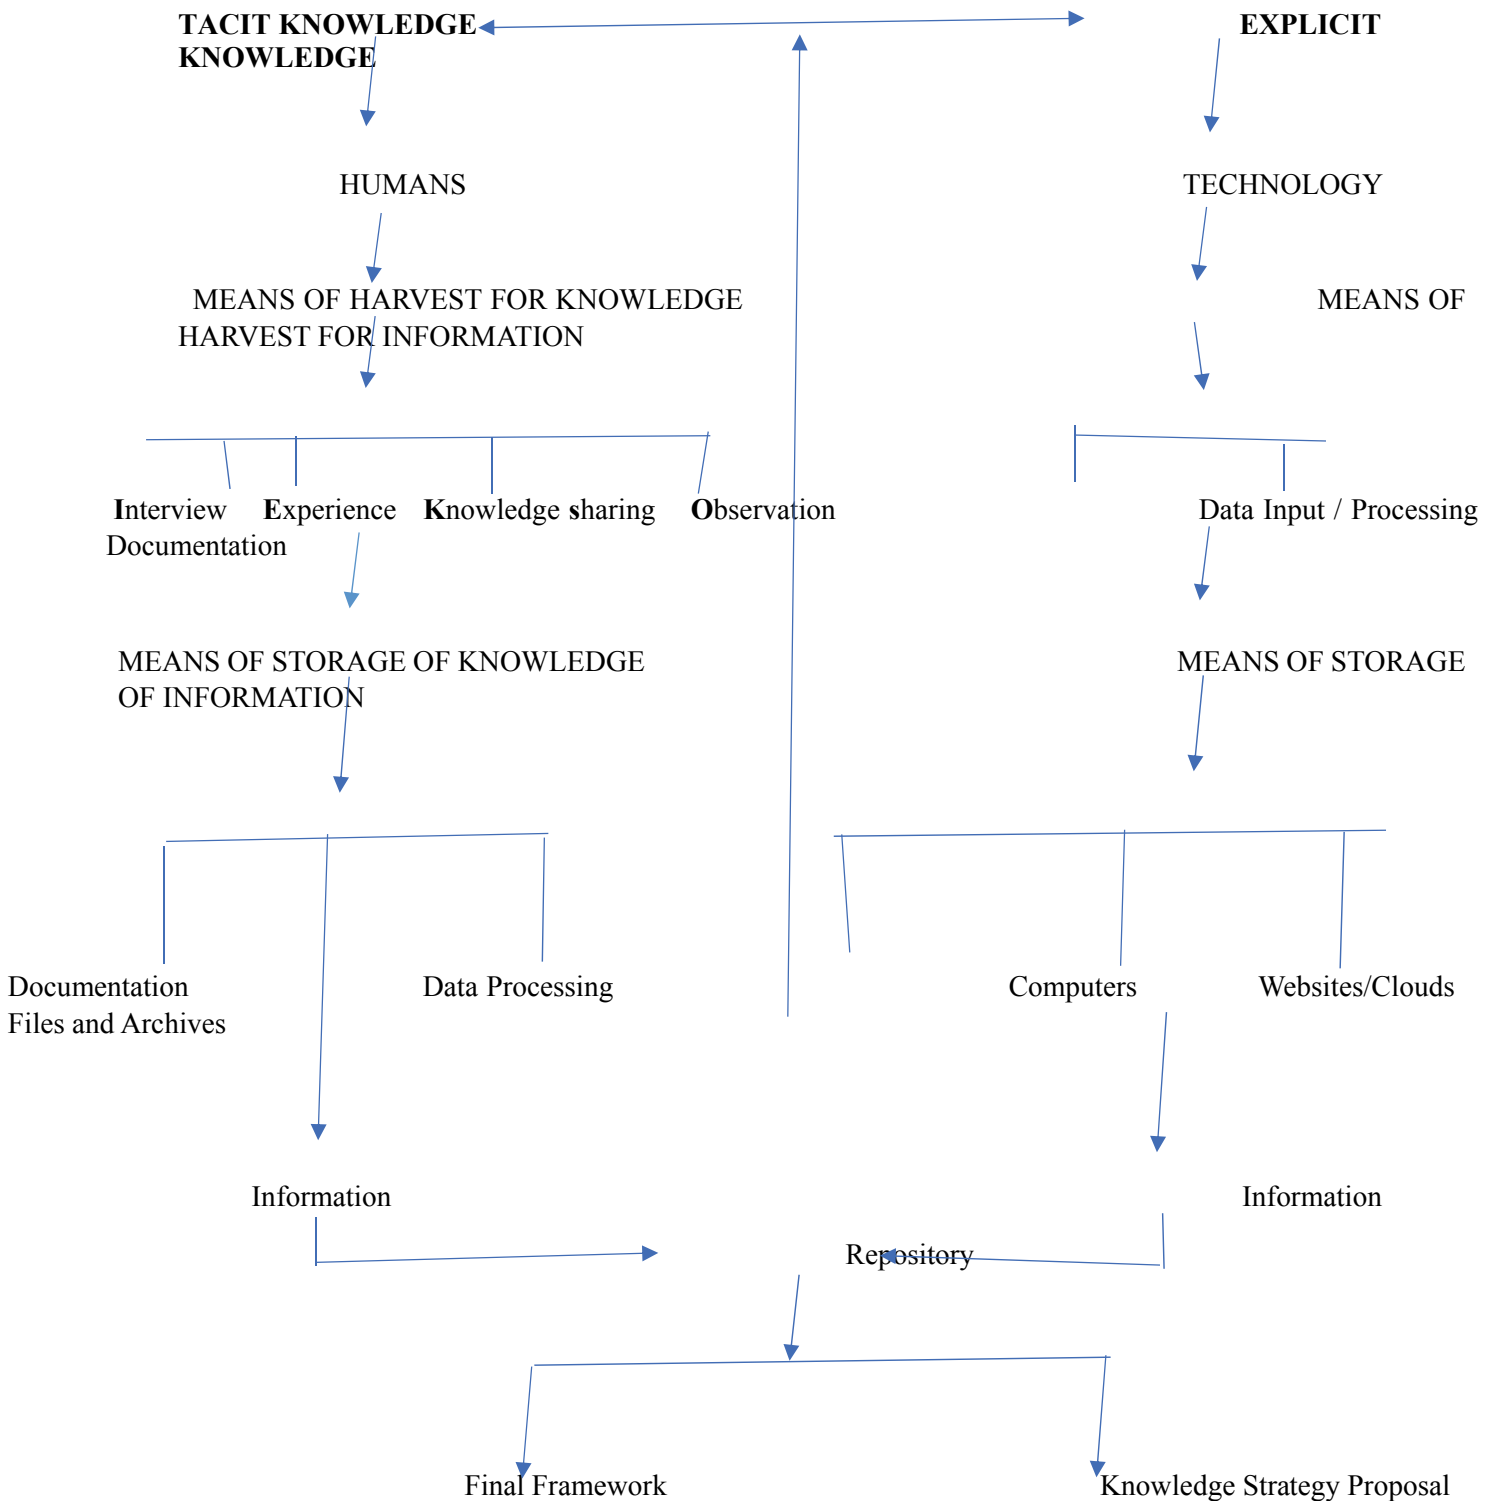 TACIT KNOWLEDGE EXPLICIT
KNOWLEDGE
HUMANS TECHNOLOGY
MEANS OF HARVEST FOR KNOWLEDGE MEANS OF
HARVEST FOR INFORMATION
Interview Experience Knowledge sharing Observation Data Input / Processing
Documentation
MEANS OF STORAGE OF KNOWLEDGE MEANS OF STORAGE
OF INFORMATION
Documentation Data Processing Computers Websites/Clouds
Files and Archives
Information Information
Repository
Final Framework Knowledge Strategy Proposal